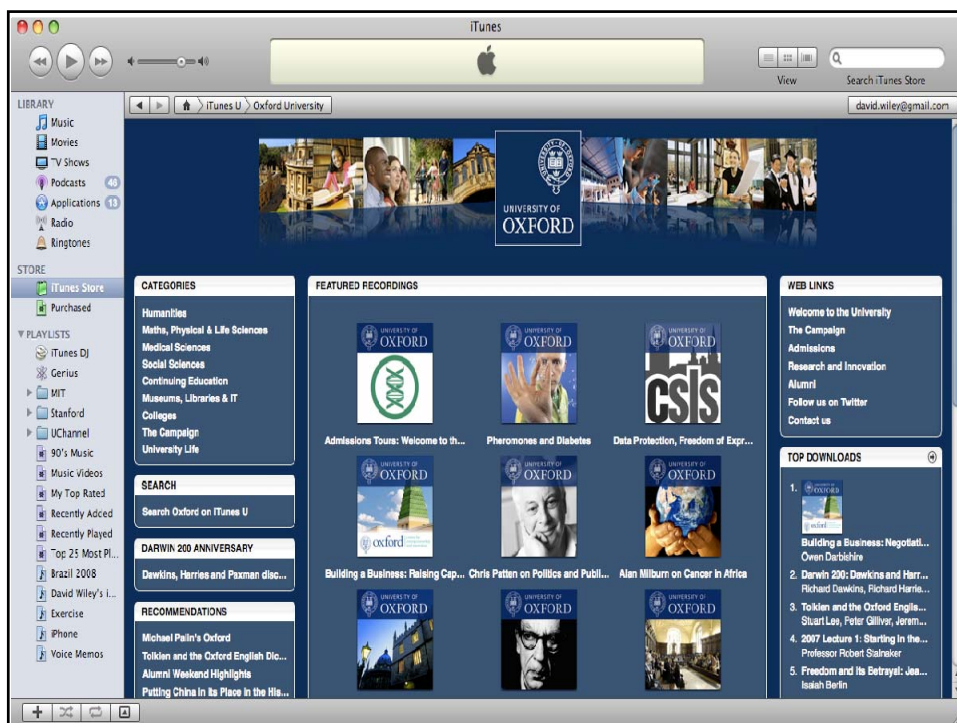 iTunes
View
Search iTunes Store
LIBRARY
Music
Movies
TV Shows
Podcasts 46
Applications 13
Radio
Ringtones
STORE
iTunes Store
Purchased
PLAYLISTS
iTunes DJ
Genius
MIT
Stanford
UChannel
90's Music
Music Videos
My Top Rated
Recently Added
Recently Played
Top 25 Most Pl...
Brazil 2008
David Wiley's i...
Exercise
iPhone
Voice Memos
iTunes U Oxford University
david.wiley@gmail.com
UNIVERSITY OF
OXFORD
CATEGORIES
Humanities
Maths, Physical & Life Sciences
Medical Sciences
Social Sciences
Continuing Education
Museums, Libraries & IT
Colleges
The Campaign
University Life
SEARCH
Search Oxford on iTunes U
DARWIN 200 ANNIVERSARY
Dawkins, Harries and Paxman disc...
RECOMMENDATIONS
Michael Palin's Oxford
Tolkien and the Oxford English Dic...
Alumni Weekend Highlights
Putting China in its Place in the His...
FEATURED RECORDINGS
UNIVERSITY OF
OXFORD
UNIVERSITY OF
OXFORD
UNIVERSITY OF
OXFORD
csls
Admissions Tours: Welcome to th...
Pheromones and Diabetes
Data Protection, Freedom of Expr...
UNIVERSITY OF
OXFORD
oxford
UNIVERSITY OF
OXFORD
UNIVERSITY OF
OXFORD
Building a Business: Raising Cap...
Chris Patten on Politics and Publi...
Alan Milburn on Cancer in Africa
UNIVERSITY OF
OXFORD
UNIVERSITY OF
OXFORD
UNIVERSITY OF
OXFORD
WEB LINKS
Welcome to the University
The Campaign
Admissions
Research and Innovation
Alumni
Follow us on Twitter
Contact us
TOP DOWNLOADS
1.
UNIVERSITY OF
OXFORD
Building a Business: Negotiati...
Owen Darbishire
2. Darwin 200: Dawkins and Harr...
Richard Dawkins, Richard Harrie...
3. Tolkien and the Oxford Englis...
Stuart Lee, Peter Gilliver, Jerem...
4. 2007 Lecture 1: Starting in the...
Professor Robert Stalnaker
5. Freedom and its Betrayal: Jea...
Isaiah Berlin